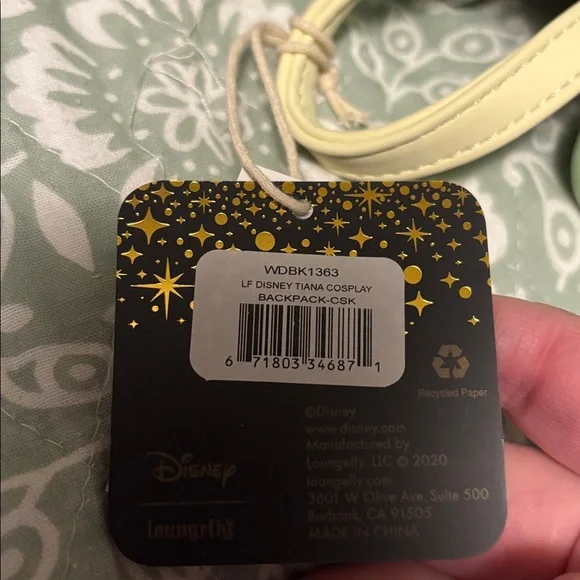 WDBK1363
LF DISNEY TIANA COSPLAY
BACKPACK-CSK
6 71803 34687 1
Recycled Paper
©Disney
www.disney.com
Manufactured by
Loungefly, LLC © 2020
loungefly.com
3601 W Olive Ave, Suite 500
Burbank, CA 91505
MADE IN CHINA
Disney
Loungefly